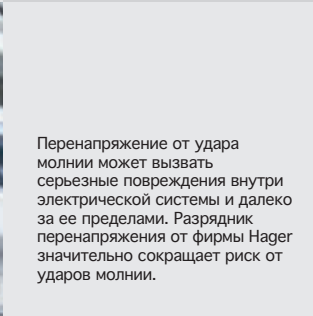 Перенапряжение от удара
молнии может вызвать
серьезные повреждения внутри
электрической системы и далеко
за ее пределами. Разрядник
перенапряжения от фирмы Hager
значительно сокращает риск от
ударов молнии.